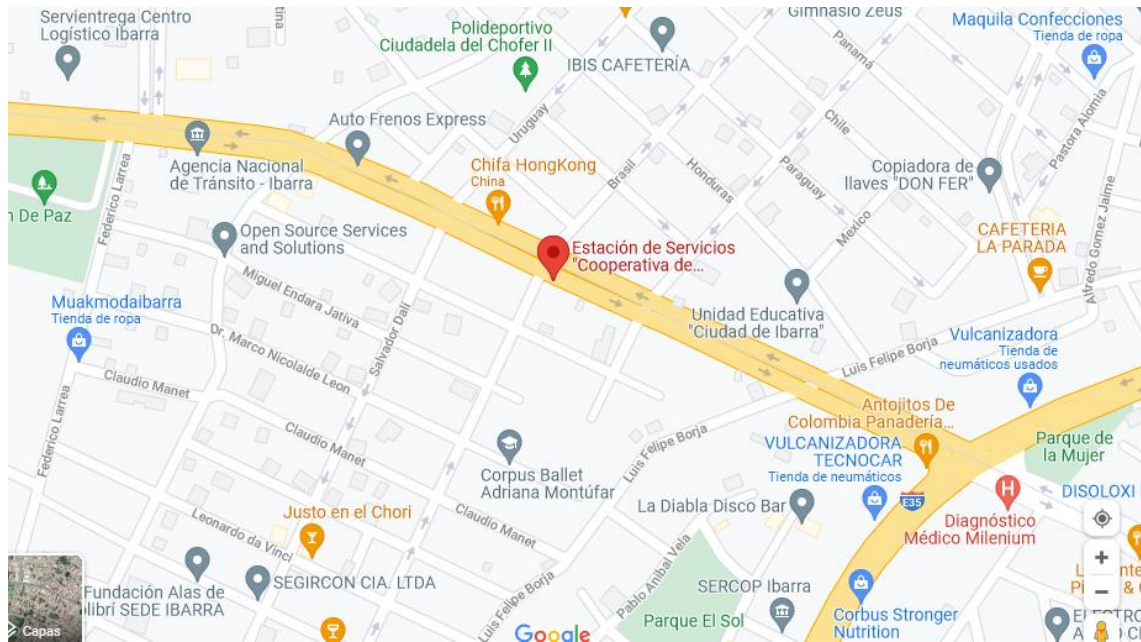 Servientrega Centro
Logístico Ibarra
Polideportivo
Ciudadela del Chofer II
IBIS CAFETERÍA
Gimnasio Zeus
Maquila Confecciones
Tienda de ropa
Panamá
Pastora Alomia
Auto Frenos Express
Uruguay
Chile
Agencia Nacional
de Tránsito - Ibarra
Chifa HongKong
China
Brasil
Honduras
Paraguay
Copiadora de
llaves "DON FER"
Federico Larrea
n De Paz
Open Source Services
and Solutions
Estación de Servicios
"Cooperativa de...
Mexico
CAFETERIA
LA PARADA
Alfredo Gomez Jaime
Miguel Endara Jativa
Muakmodaibarra
Tienda de ropa
Unidad Educativa
"Ciudad de Ibarra"
Salvador Dalí
Dr. Marco Nicolalde Leon
Luis Felipe Borja
Vulcanizadora
Tienda de
neumáticos usados
Claudio Manet
Antojitos De
Colombia Panadería...
Federico Larrea
Claudio Manet
Luis Felipe Borja
VULCANIZADORA
TECNOCAR
Tienda de neumáticos
Parque de
la Mujer
Corpus Ballet
Adriana Montúfar
E35
DISOLOXI
La Diabla Disco Bar
Justo en el Chori
Claudio Manet
Diagnóstico
Médico Milenium
Leonardo da Vinci
Pablo Anibal Vela
SEGIRCON CIA. LTDA
Luis Felipe Borja
SERCOP Ibarra
Fundación Alas de
olibrí SEDE IBARRA
Parque El Sol
Corbus Stronger
Nutrition
Capas
Google